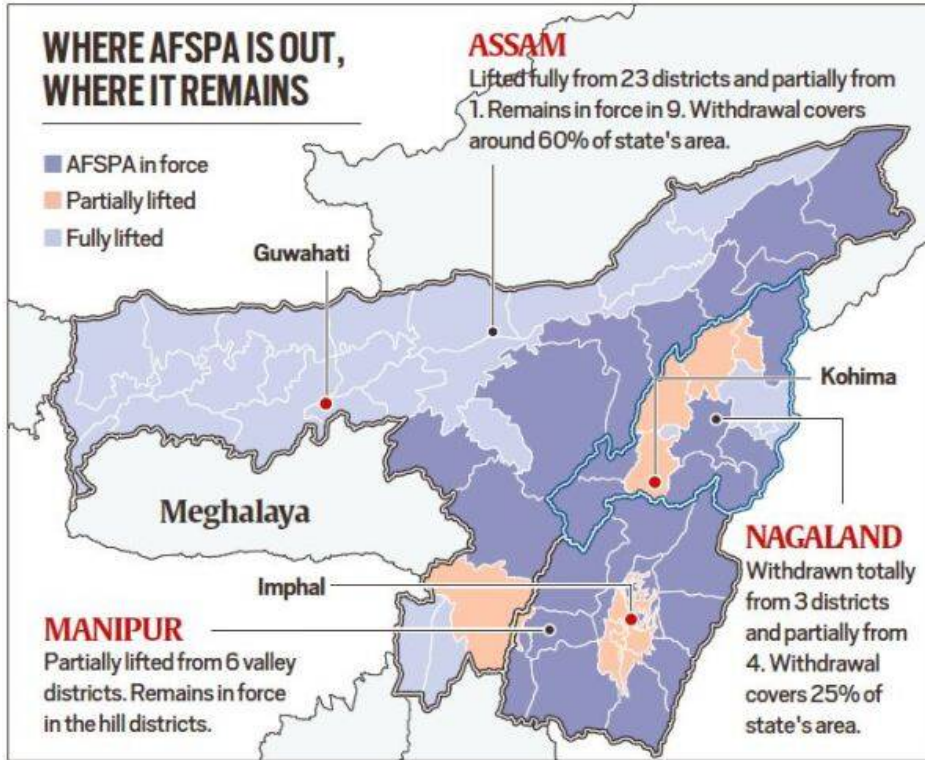 WHERE AFSPA IS OUT,
WHERE IT REMAINS
AFSPA in force
Partially lifted
Fully lifted
ASSAM
Lifted fully from 23 districts and partially from
1. Remains in force in 9. Withdrawal covers
around 60% of state's area.
Guwahati
Kohima
Meghalaya
NAGALAND
Withdrawn totally
from 3 districts
and partially from
4. Withdrawal
covers 25% of
state's area.
Imphal
MANIPUR
Partially lifted from 6 valley
districts. Remains in force
in the hill districts.